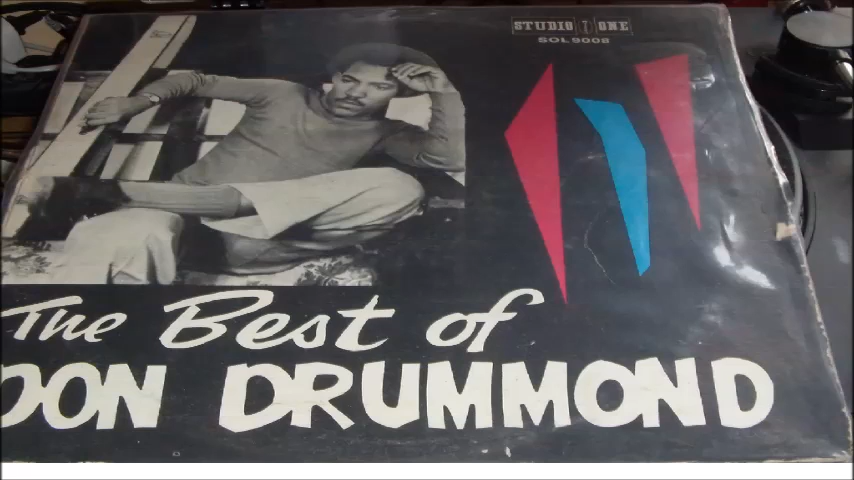 STUDIO ONE
SOL 9008
The Best of
DON DRUMMOND